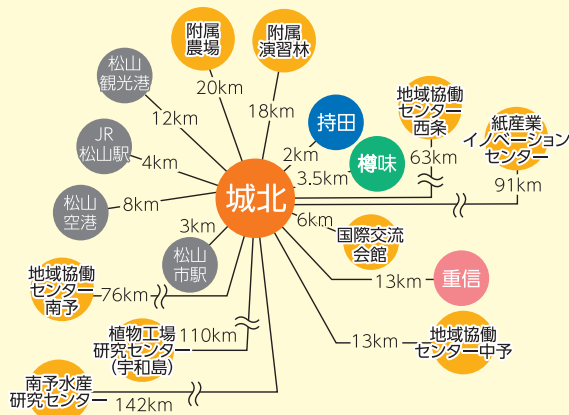 附属
農場
附属
演習林
松山
観光港
20km
18km
12km
持田
地域協働
センター
西条
紙産業
イノベーション
センター
JR
松山駅
4km
2km
樽味
3.5km
63km
91km
城北
松山
空港
8km
3km
6km
国際交流
会館
松山
市駅
地域協働
センター
南予
76km
13km
重信
植物工場
研究センター
(宇和島)
110km
13km
地域協働
センター中予
南予水産
研究センター
142km